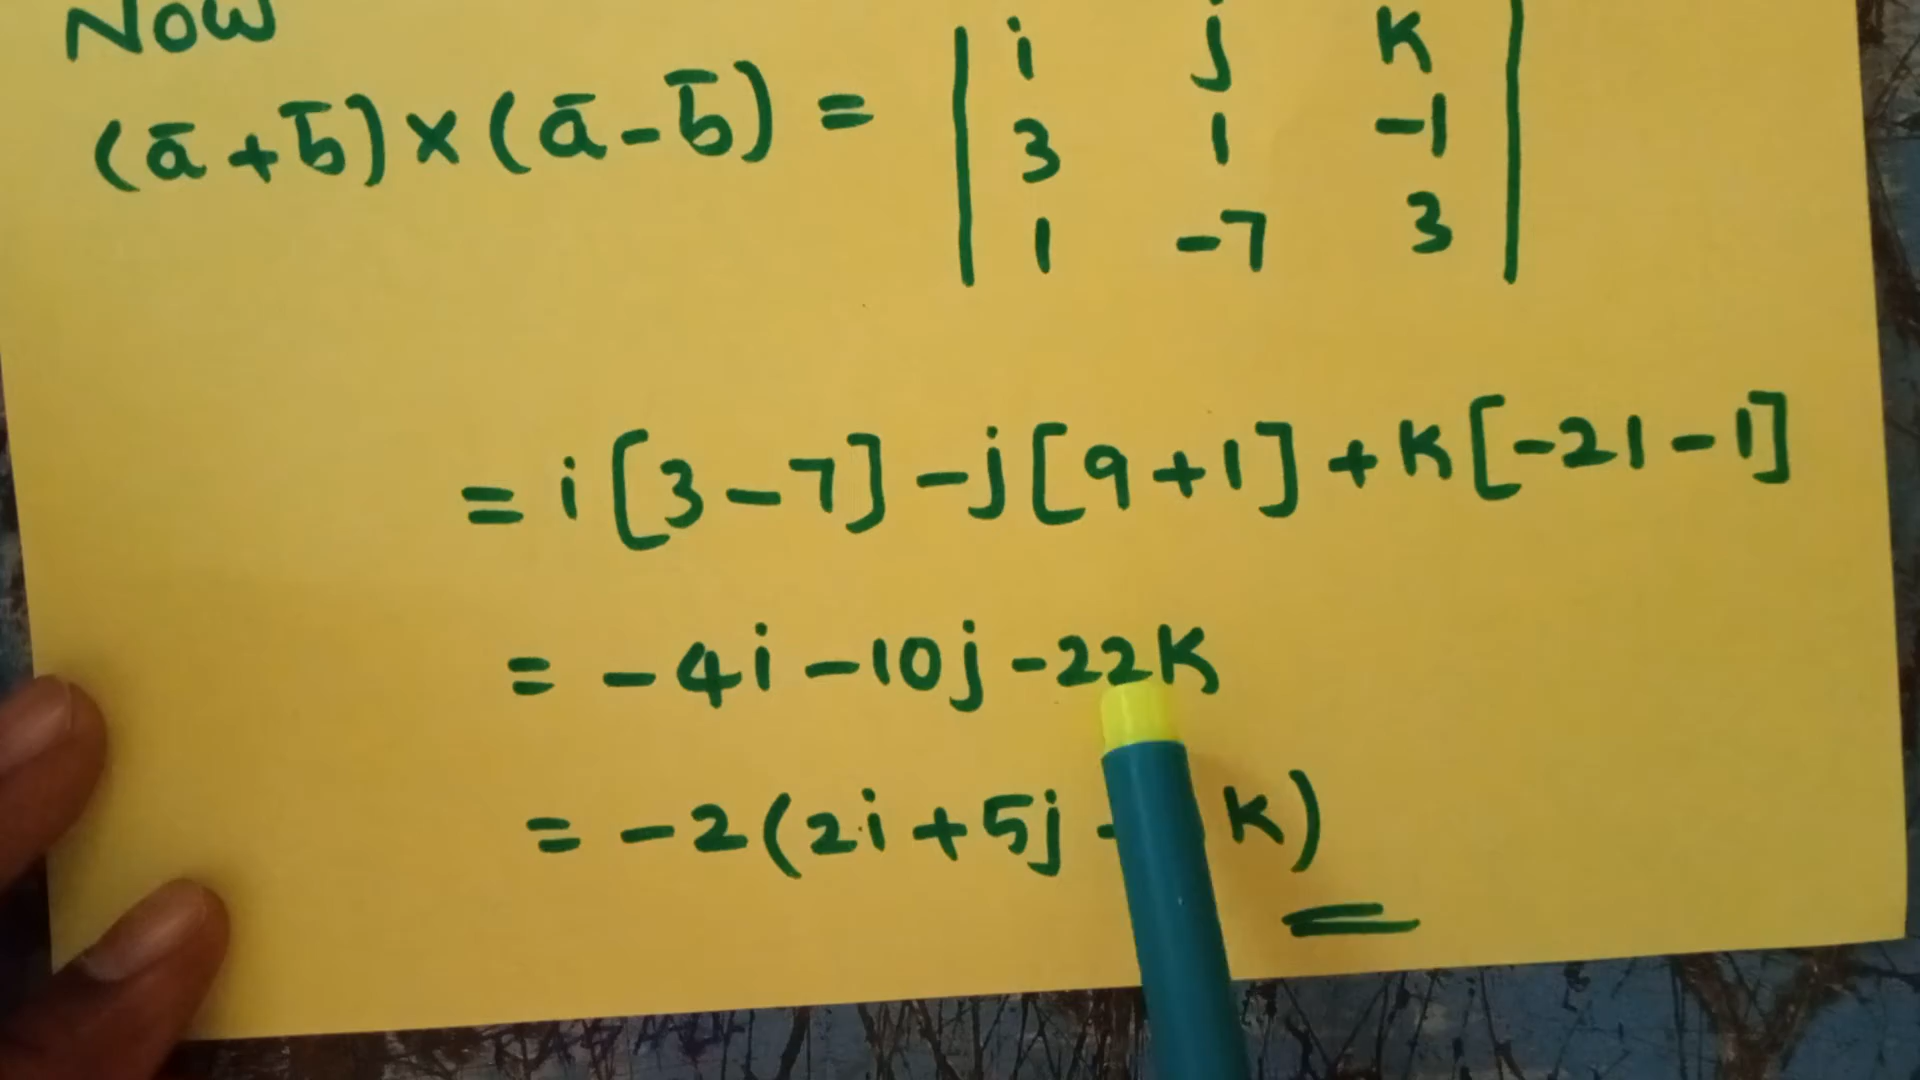 Now
(ā+b̄)×(ā-b̄) = | i j k |
| 3 1 -1 |
| 1 -7 3 |
= i[3-7] -j[9+1] +k[-21-1]
= -4i -10j -22k
= -2(2i+5j k)